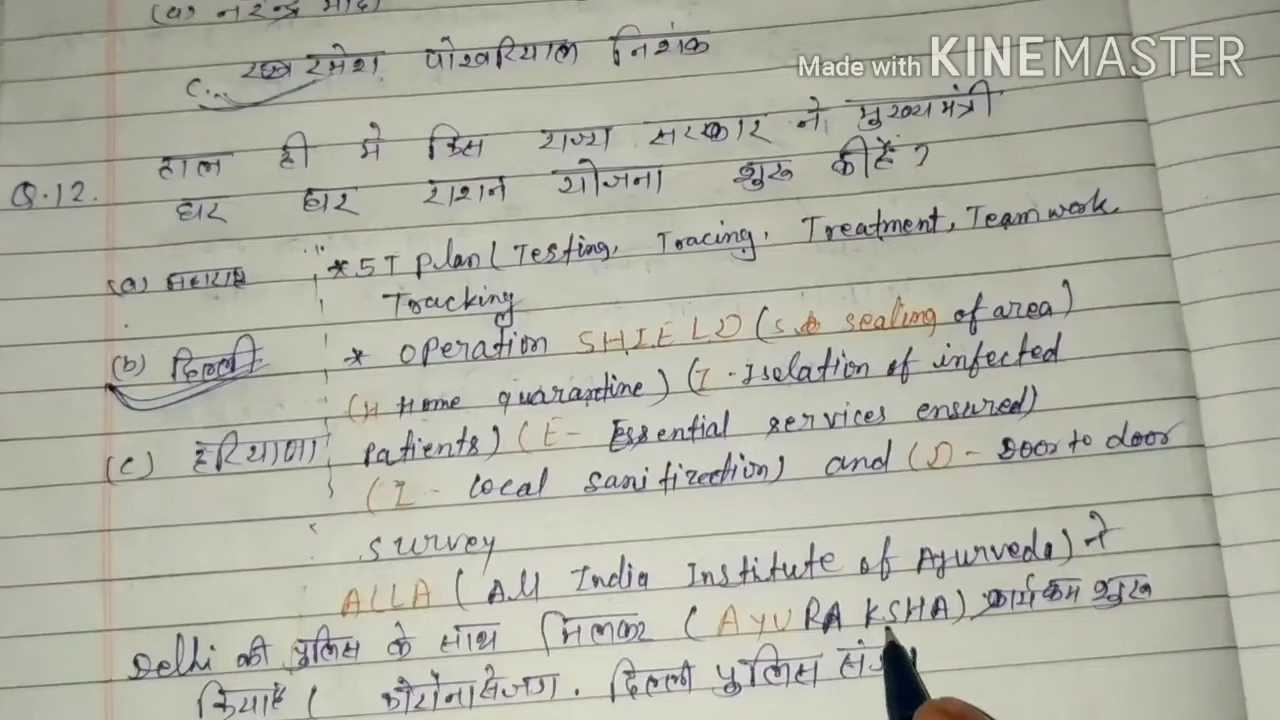 (a) नरेन्द्र मोदी
Made with KINEMASTER
c. रमेश पोखरियाल निशंक
Q.12. हाल ही मे किस राज्य सरकार ने मुख्यमंत्री
घर घर राशन योजना शुरू की हैं ?
(a) * 5T plan ( Testing, Tracing, Treatment, Team work
Tracking
(b) दिल्ली * operation SHIELD ( S sealing of area )
(H Home quarantine ) ( I - Isolation of infected
(c) हरियाणा patients ) ( E - Essential services ensured )
( L - local sanitization ) and ( D - Door to door
survey
AIIA ( All India Institute of Ayurveda ) ने
Delhi की पुलिस के साथ मिलकर ( AYURAKSHA ) कार्यक्रम शुरू
किया है ( कोरोना से जंग . दिल्ली पुलिस